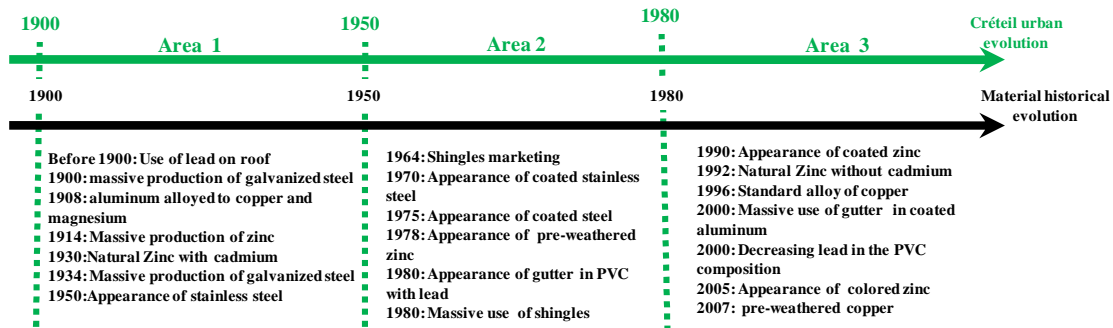 1900
1950
1980
Créteil urban
evolution
Area 1
Area 2
Area 3
1900
1950
1980
Material historical
evolution
Before 1900: Use of lead on roof
1900: massive production of galvanized steel
1908: aluminum alloyed to copper and
magnesium
1914: Massive production of zinc
1930: Natural Zinc with cadmium
1934: Massive production of galvanized steel
1950: Appearance of stainless steel
1964: Shingles marketing
1970: Appearance of coated stainless
steel
1975: Appearance of coated steel
1978: Appearance of pre-weathered
zinc
1980: Appearance of gutter in PVC
with lead
1980: Massive use of shingles
1990: Appearance of coated zinc
1992: Natural Zinc without cadmium
1996: Standard alloy of copper
2000: Massive use of gutter in coated
aluminum
2000: Decreasing lead in the PVC
composition
2005: Appearance of colored zinc
2007: pre-weathered copper